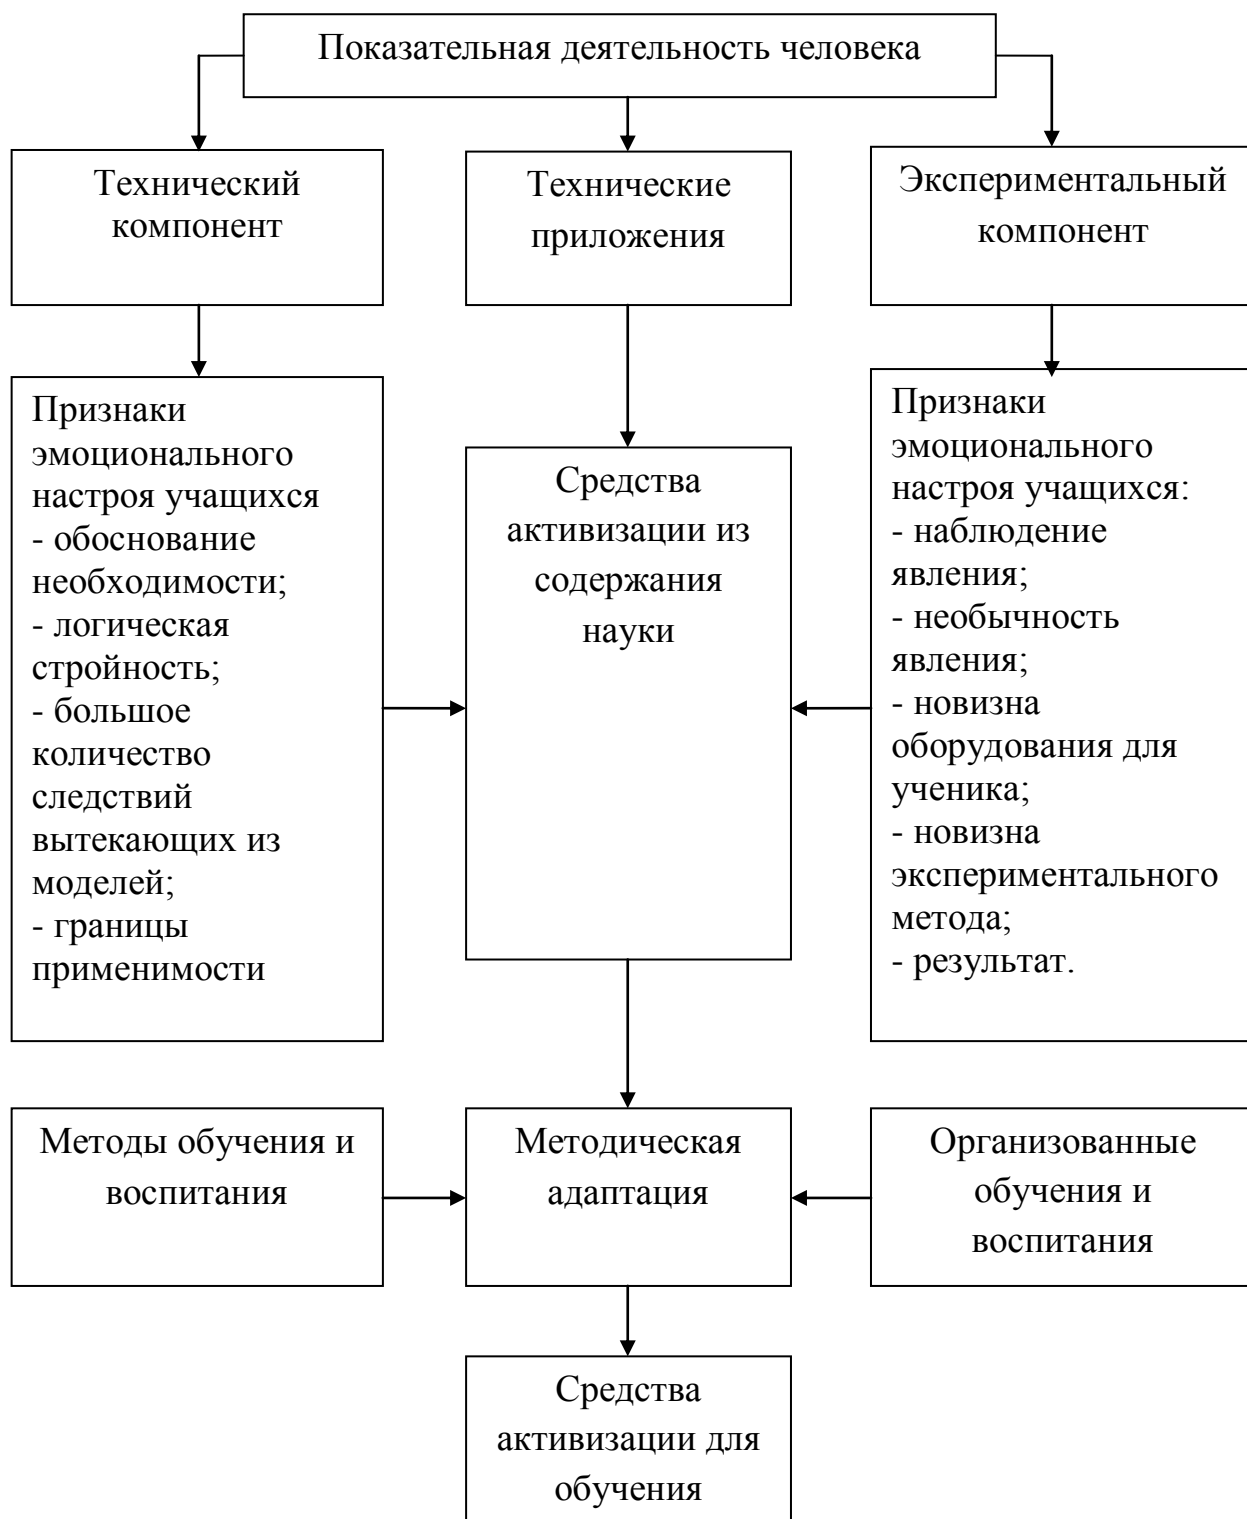 Показательная деятельность человека
Технический
компонент
Технические
приложения
Экспериментальный
компонент
Признаки
эмоционального
настроя учащихся
- обоснование
необходимости;
- логическая
стройность;
- большое
количество
следствий
вытекающих из
моделей;
- границы
применимости
Средства
активизации из
содержания
науки
Признаки
эмоционального
настроя учащихся:
- наблюдение
явления;
- необычность
явления;
- новизна
оборудования для
ученика;
- новизна
экспериментального
метода;
- результат.
Методы обучения и
воспитания
Методическая
адаптация
Организованные
обучения и
воспитания
Средства
активизации для
обучения